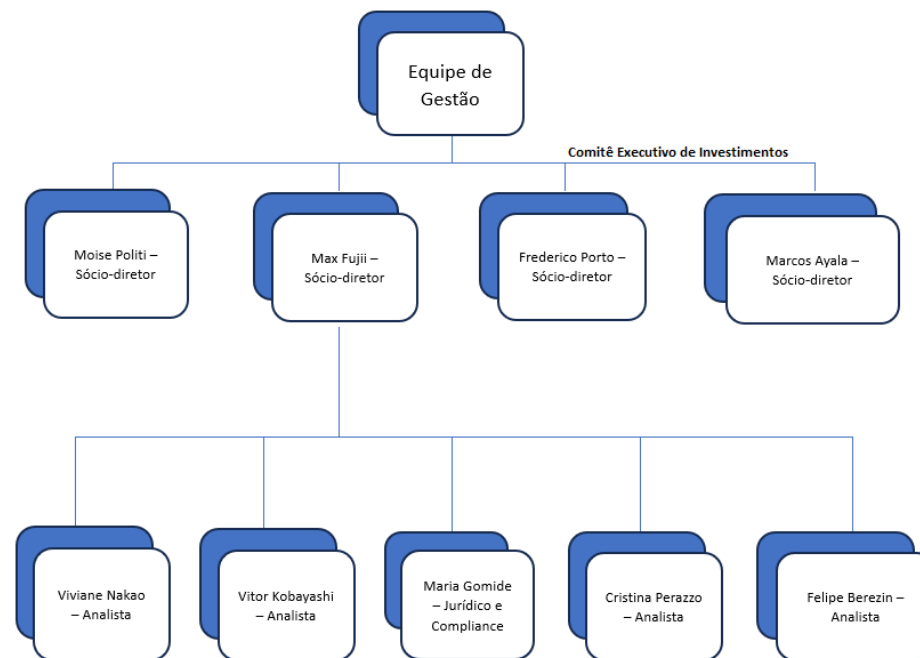 Equipe de
Gestão
Comitê Executivo de Investimentos
Moise Politi –
Sócio-diretor
Max Fujii –
Sócio-diretor
Frederico Porto –
Sócio-diretor
Marcos Ayala –
Sócio-diretor
Viviane Nakao
– Analista
Vitor Kobayashi
– Analista
Maria Gomide
– Jurídico e
Compliance
Cristina Perazzo
– Analista
Felipe Berezin –
Analista